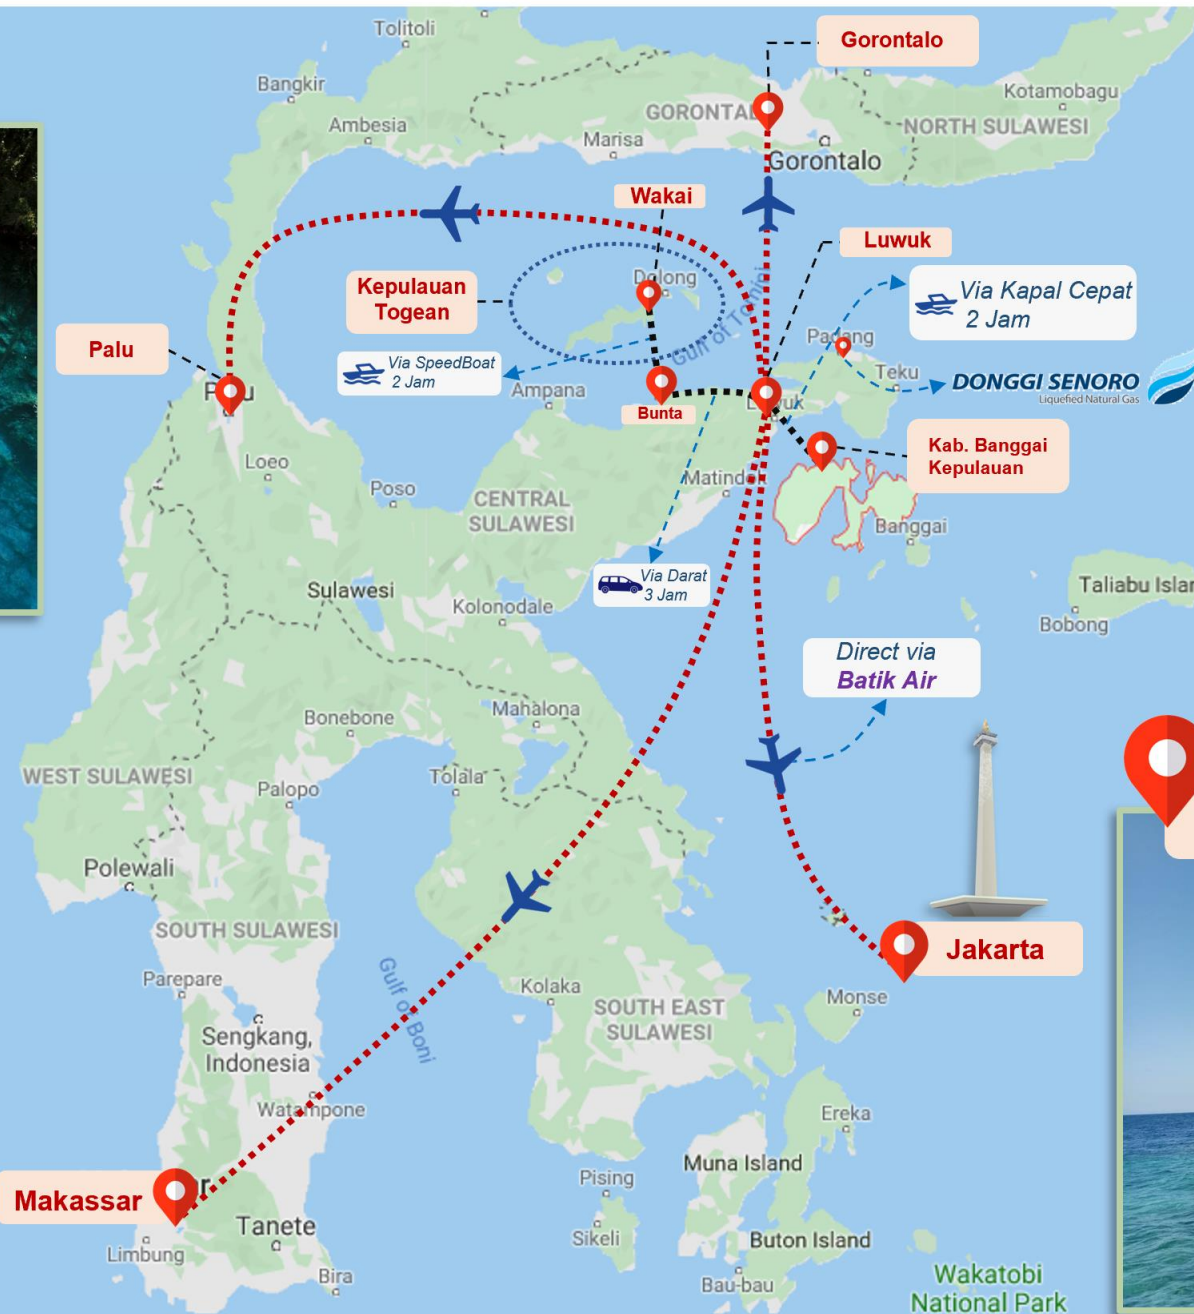 Tolitoli
Gorontalo
Bangkir
Kotamobagu
GORONTAL
Ambesia
Marisa
NORTH SULAWESI
Gorontalo
Wakai
Luwuk
Kepulauan
Togean
Dolong
Gulf of Tomini
Via Kapal Cepat
2 Jam
Palu
Padang
Via SpeedBoat
2 Jam
Ampana
Teku
DONGGI SENORO
Liquefied Natural Gas
Bunta
Luwuk
Kab. Banggai
Kepulauan
Loeo
Poso
Matindok
CENTRAL
SULAWESI
Banggai
Via Darat
3 Jam
Sulawesi
Kolonodale
Taliabu Islan
Bobong
Direct via
Batik Air
Bonebone
Mahalona
WEST SULAWESI
Palopo
Tolala
Polewali
SOUTH SULAWESI
Jakarta
Parepare
Gulf of Boni
Kolaka
Monse
SOUTH EAST
SULAWESI
Sengkang,
Indonesia
Watampone
Ereka
Muna Island
Pising
Makassar
r
Tanete
Limbung
Sikeli
Buton Island
Bira
Bau-bau
Wakatobi
National Park